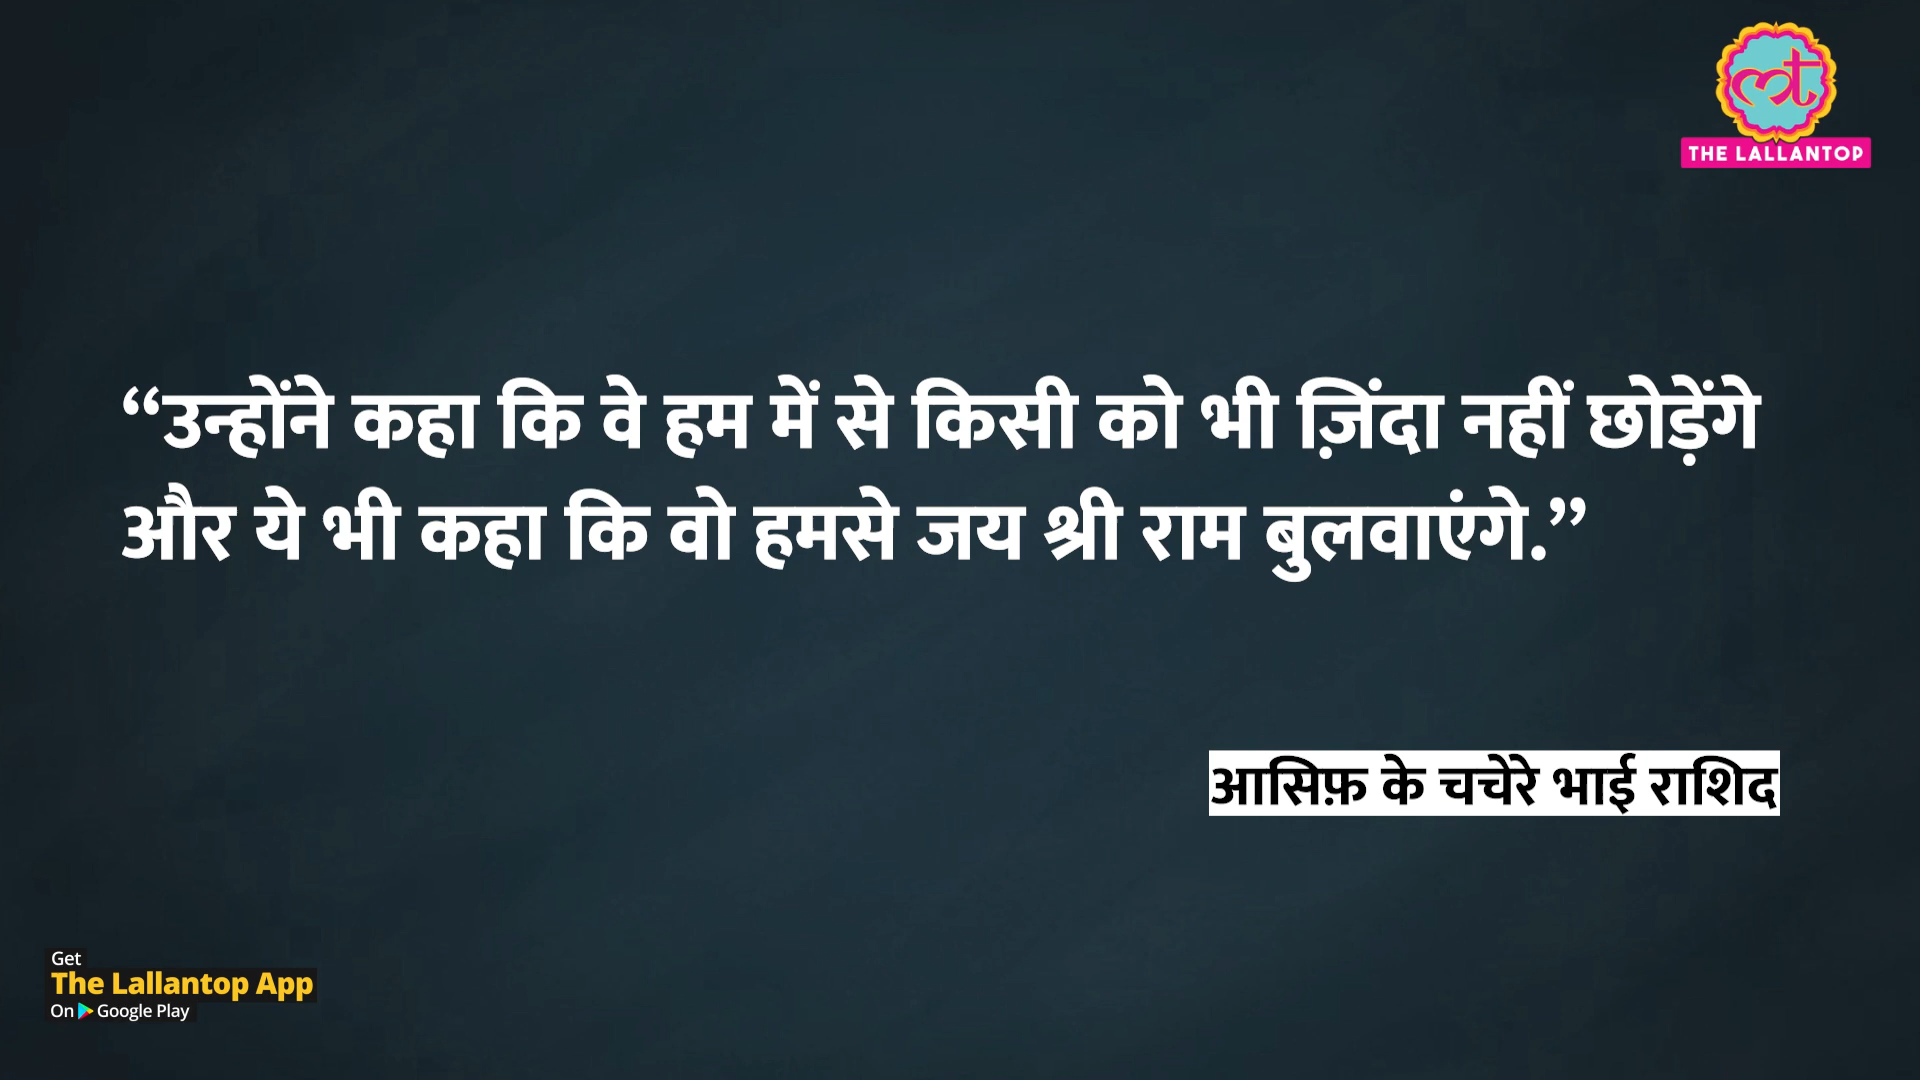 लT
THE LALLANTOP
“उन्होंने कहा कि वे हम में से किसी को भी ज़िंदा नहीं छोड़ेंगे
और ये भी कहा कि वो हमसे जय श्री राम बुलवाएंगे.”
आसिफ़ के चचेरे भाई राशिद
Get
The Lallantop App
On Google Play